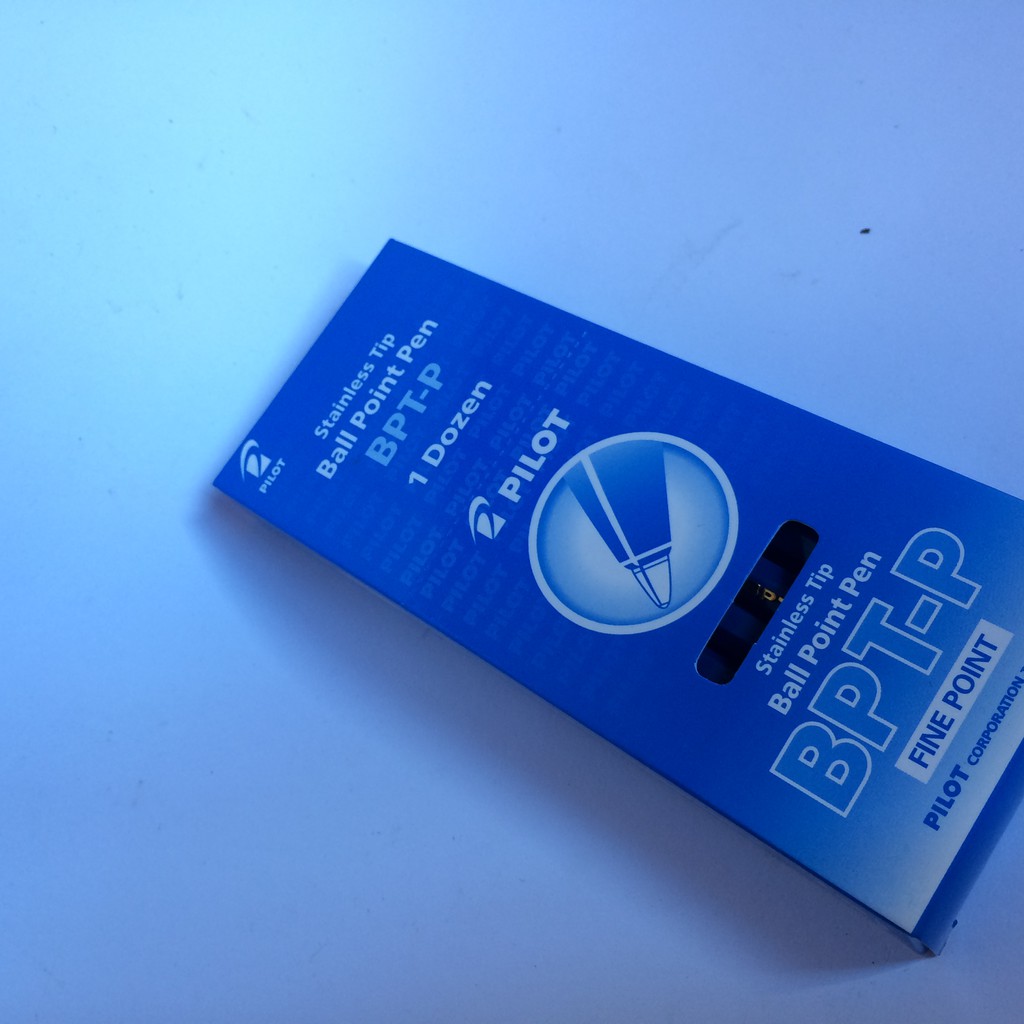 PILOT
Stainless Tip
Ball Point Pen
BPT-P
1 Dozen
PILOT
Stainless Tip
Ball Point Pen
BPT-P
FINE POINT
PILOT CORPORATION